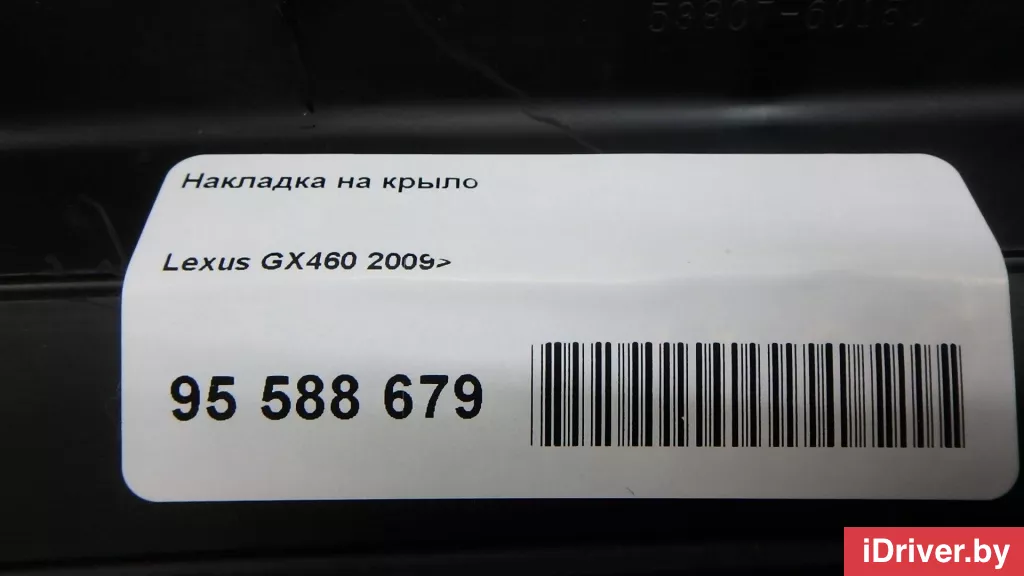 Накладка на крыло
Lexus GX460 2009>
95 588 679
iDriver.by